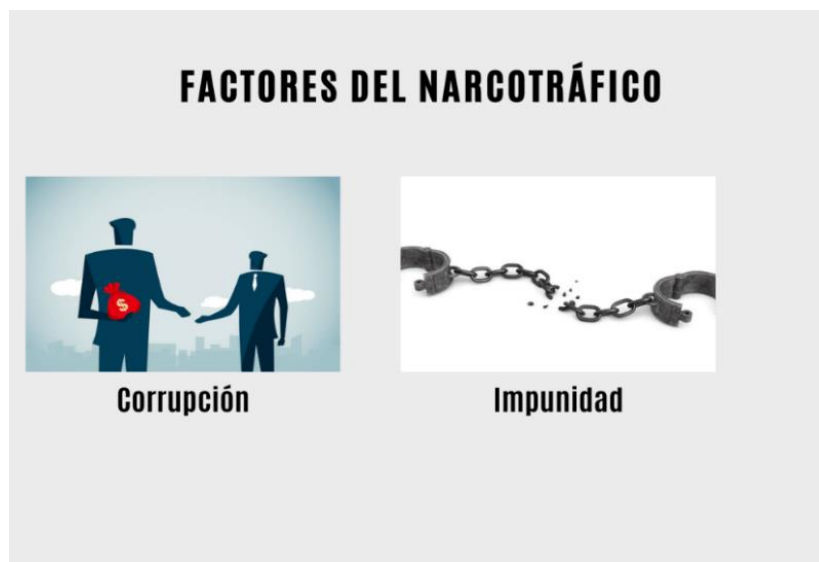 FACTORES DEL NARCOTRÁFICO
$
Corrupción
Impunidad